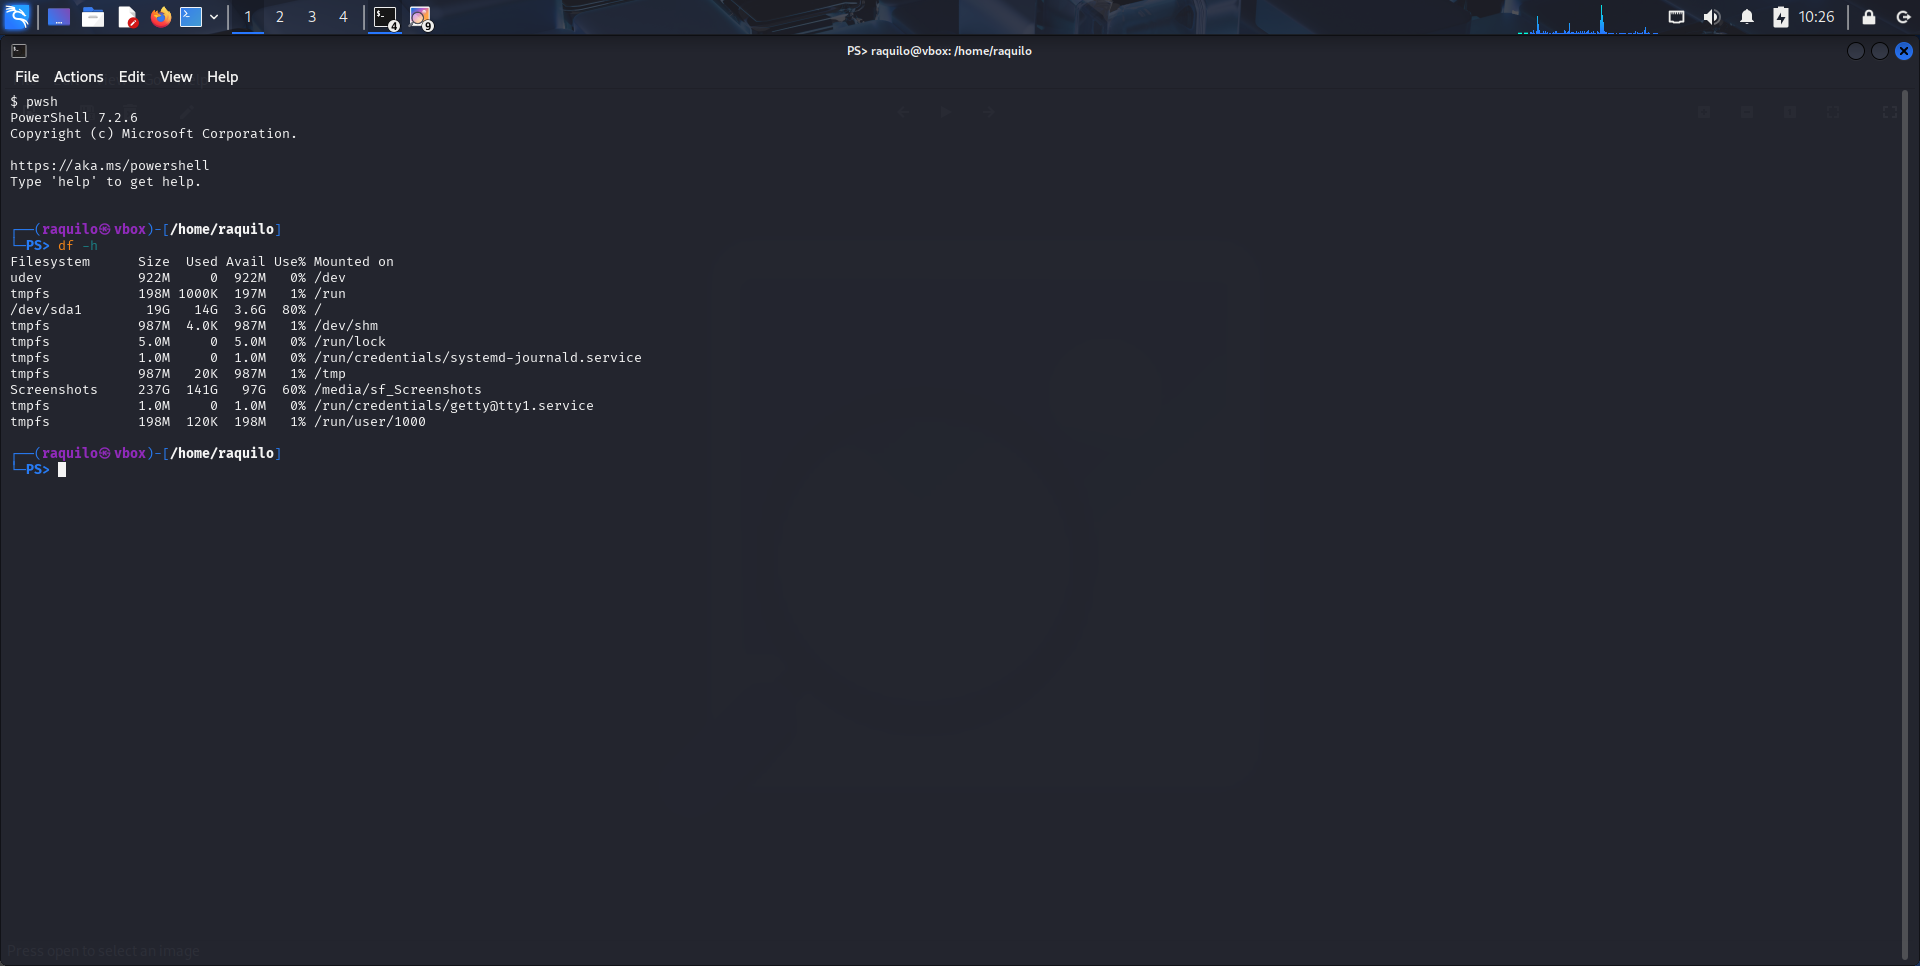 1 2 3 4 4 9 10:26
PS> raquilo@vbox: /home/raquilo
File Actions Edit View Help
$ pwsh
PowerShell 7.2.6
Copyright (c) Microsoft Corporation.
https://aka.ms/powershell
Type 'help' to get help.
┌──(raquilo㉿vbox)-[/home/raquilo]
└─PS> df -h
Filesystem      Size  Used Avail Use% Mounted on
udev            922M     0  922M   0% /dev
tmpfs           198M 1000K  197M   1% /run
/dev/sda1        19G   14G  3.6G  80% /
tmpfs           987M  4.0K  987M   1% /dev/shm
tmpfs           5.0M     0  5.0M   0% /run/lock
tmpfs           1.0M     0  1.0M   0% /run/credentials/systemd-journald.service
tmpfs           987M   20K  987M   1% /tmp
Screenshots     237G  141G   97G  60% /media/sf_Screenshots
tmpfs           1.0M     0  1.0M   0% /run/credentials/getty@tty1.service
tmpfs           198M  120K  198M   1% /run/user/1000
┌──(raquilo㉿vbox)-[/home/raquilo]
└─PS>
Press open to select an image